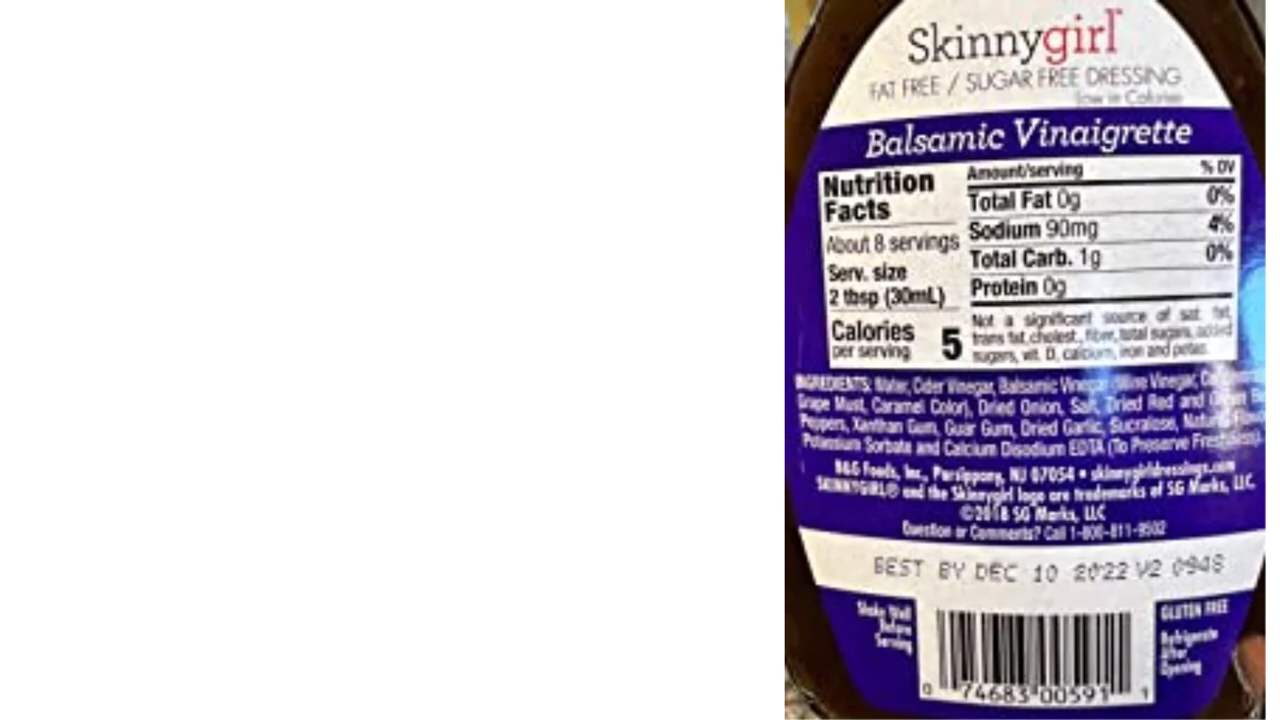 Skinnygirl™
FAT FREE / SUGAR FREE DRESSING
low in Calories
Balsamic Vinaigrette
Nutrition
Facts
About 8 servings
Serv. size
2 tbsp (30mL)
Calories 5
per serving
Amount/serving % DV
Total Fat 0g 0%
Sodium 90mg 4%
Total Carb. 1g 0%
Protein 0g
Not a significant source of sat. fat,
trans fat, cholest., fiber, total sugars, added
sugars, vit. D, calcium, iron and potas.
INGREDIENTS: Water, Cider Vinegar, Balsamic Vinegar (Wine Vinegar,
Grape Must, Caramel Color), Dried Onion, Salt, Dried Red and Green
Peppers, Xanthan Gum, Guar Gum, Dried Garlic, Sucralose, Natural
Potassium Sorbate and Calcium Disodium EDTA (To Preserve Freshness).
B&G Foods, Inc., Parsippany, NJ 07054 • skinnygirldressings.com
SKINNYGIRL® and the Skinnygirl logo are trademarks of SG Marks, LLC.
©2018 SG Marks, LLC
Question or Comments? Call 1-800-811-9502
BEST BY DEC 10 2022 V2 0948
Shake Well
Before
Serving
GLUTEN FREE
Refrigerate
After
Opening
0 74683 00591 1